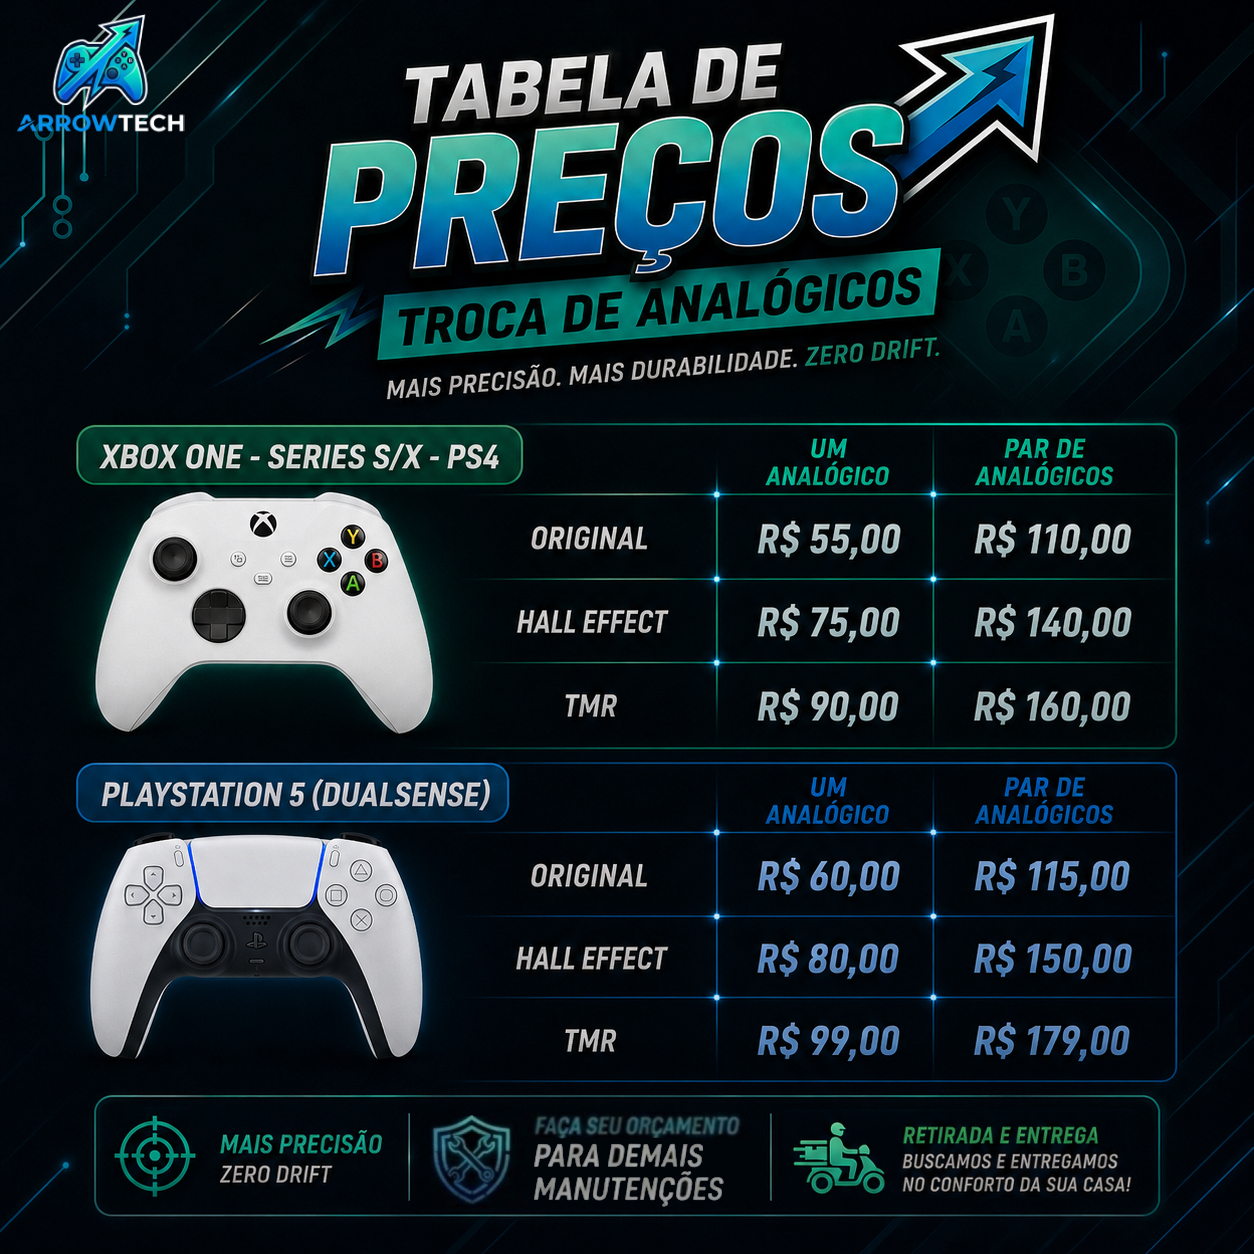 ARROWTECH
TABELA DE
PREÇOS
TROCA DE ANALÓGICOS
MAIS PRECISÃO. MAIS DURABILIDADE. ZERO DRIFT.
Y
X B
A
XBOX ONE - SERIES S/X - PS4
UM
ANALÓGICO
PAR DE
ANALÓGICOS
Y
X B
A
ORIGINAL R$ 55,00 R$ 110,00
HALL EFFECT R$ 75,00 R$ 140,00
TMR R$ 90,00 R$ 160,00
PLAYSTATION 5 (DUALSENSE)
UM
ANALÓGICO
PAR DE
ANALÓGICOS
ORIGINAL R$ 60,00 R$ 115,00
HALL EFFECT R$ 80,00 R$ 150,00
TMR R$ 99,00 R$ 179,00
MAIS PRECISÃO
ZERO DRIFT
FAÇA SEU ORÇAMENTO
PARA DEMAIS
MANUTENÇÕES
RETIRADA E ENTREGA
BUSCAMOS E ENTREGAMOS
NO CONFORTO DA SUA CASA!